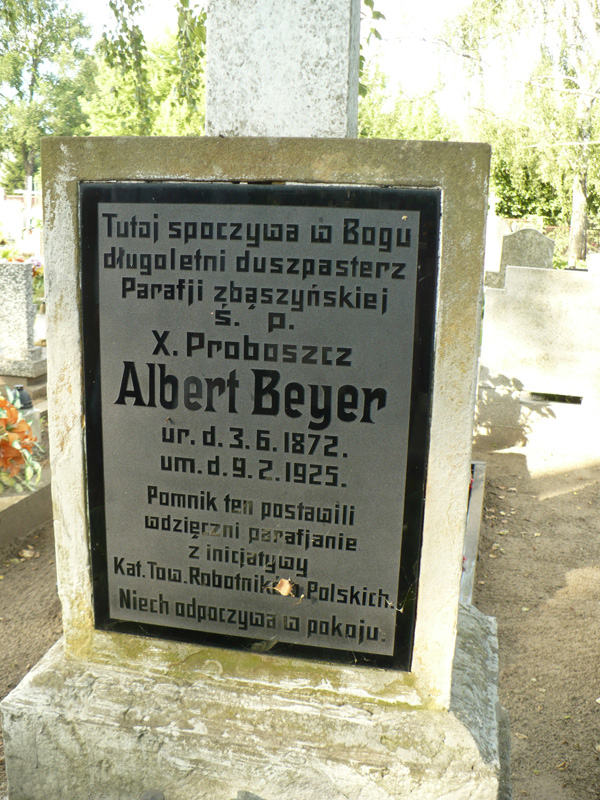 Tutaj spoczywa w Bogu
długoletni duszpasterz
Parafji zbąszyńskiej
ś. p.
X. Proboszcz
Albert Beyer
ur. d. 3. 6. 1872.
um. d. 9. 2. 1925.
Pomnik ten postawili
wdzięczni parafjanie
z inicjatywy
Kat. Tow. Robotników Polskich.
Niech odpoczywa w pokoju.